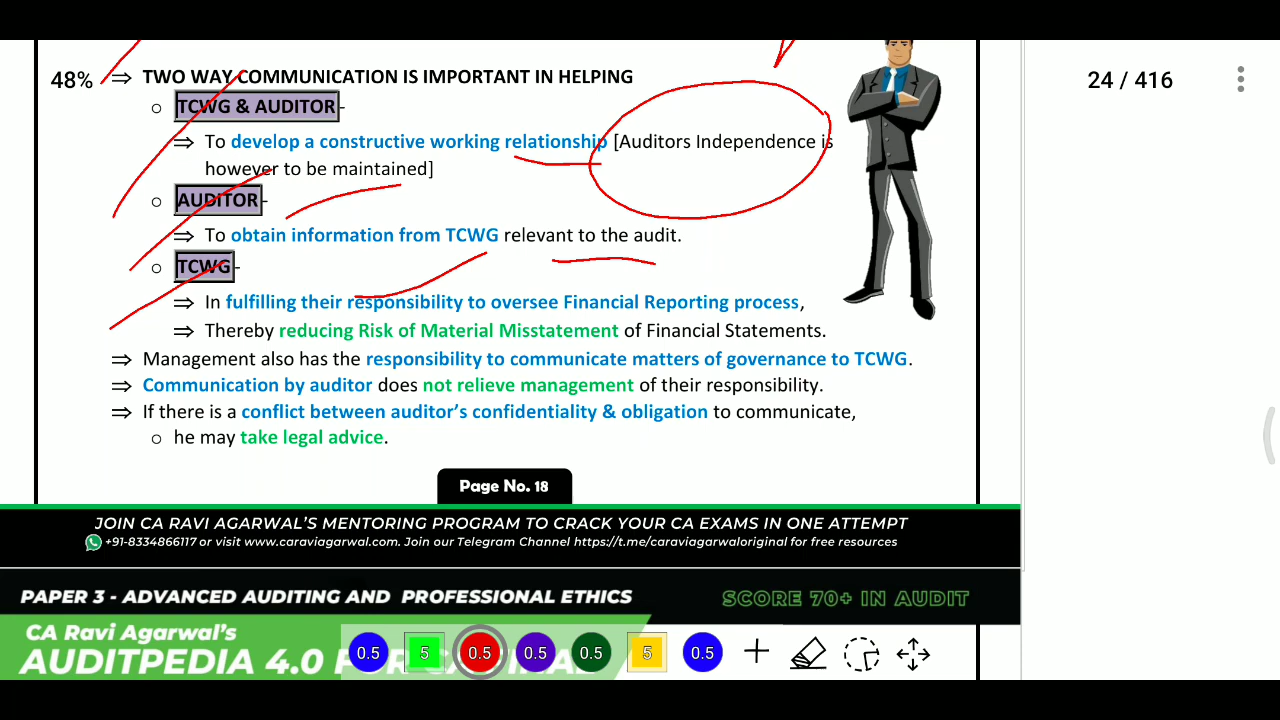 48%
24 / 416
⇒ TWO WAY COMMUNICATION IS IMPORTANT IN HELPING
o TCWG & AUDITOR-
⇒ To develop a constructive working relationship [Auditors Independence is
however to be maintained]
o AUDITOR-
⇒ To obtain information from TCWG relevant to the audit.
o TCWG-
⇒ In fulfilling their responsibility to oversee Financial Reporting process,
⇒ Thereby reducing Risk of Material Misstatement of Financial Statements.
⇒ Management also has the responsibility to communicate matters of governance to TCWG.
⇒ Communication by auditor does not relieve management of their responsibility.
⇒ If there is a conflict between auditor's confidentiality & obligation to communicate,
o he may take legal advice.
Page No. 18
JOIN CA RAVI AGARWAL'S MENTORING PROGRAM TO CRACK YOUR CA EXAMS IN ONE ATTEMPT
+91-8334866117 or visit www.caraviagarwal.com. Join our Telegram Channel https://t.me/caraviagarwaloriginal for free resources
PAPER 3 - ADVANCED AUDITING AND PROFESSIONAL ETHICS
SCORE 70+ IN AUDIT
CA Ravi Agarwal's
AUDITPEDIA 4.0
0.5 5 0.5 0.5 0.5 5 0.5